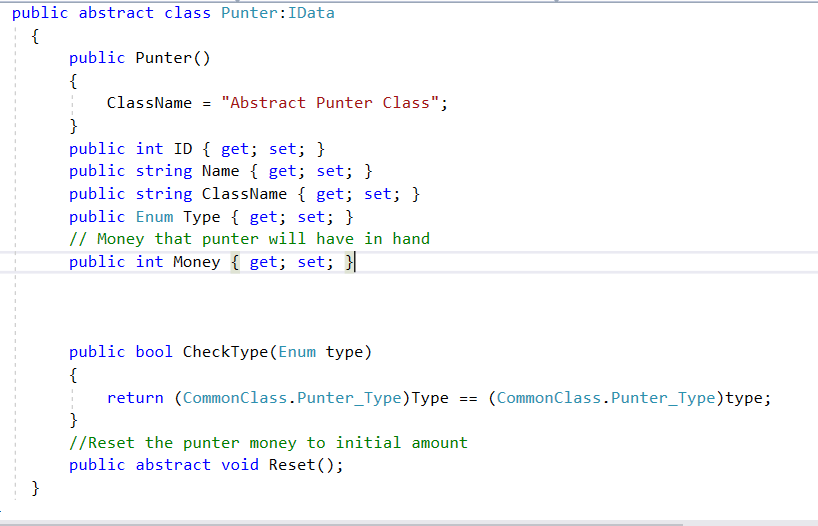 public abstract class Punter:IData
{
public Punter()
{
ClassName = "Abstract Punter Class";
}
public int ID { get; set; }
public string Name { get; set; }
public string ClassName { get; set; }
public Enum Type { get; set; }
// Money that punter will have in hand
public int Money { get; set; }
public bool CheckType(Enum type)
{
return (CommonClass.Punter_Type)Type == (CommonClass.Punter_Type)type;
}
//Reset the punter money to initial amount
public abstract void Reset();
}